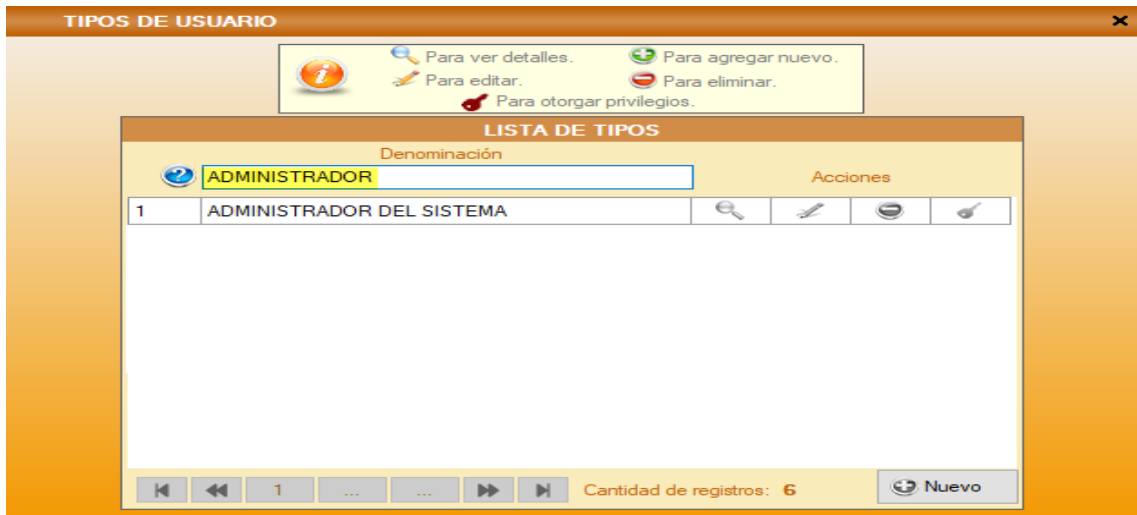 TIPOS DE USUARIO
Para ver detalles. Para agregar nuevo.
Para editar. Para eliminar.
Para otorgar privilegios.
LISTA DE TIPOS
Denominación
ADMINISTRADOR Acciones
1 ADMINISTRADOR DEL SISTEMA
1 ... ... Cantidad de registros: 6 Nuevo